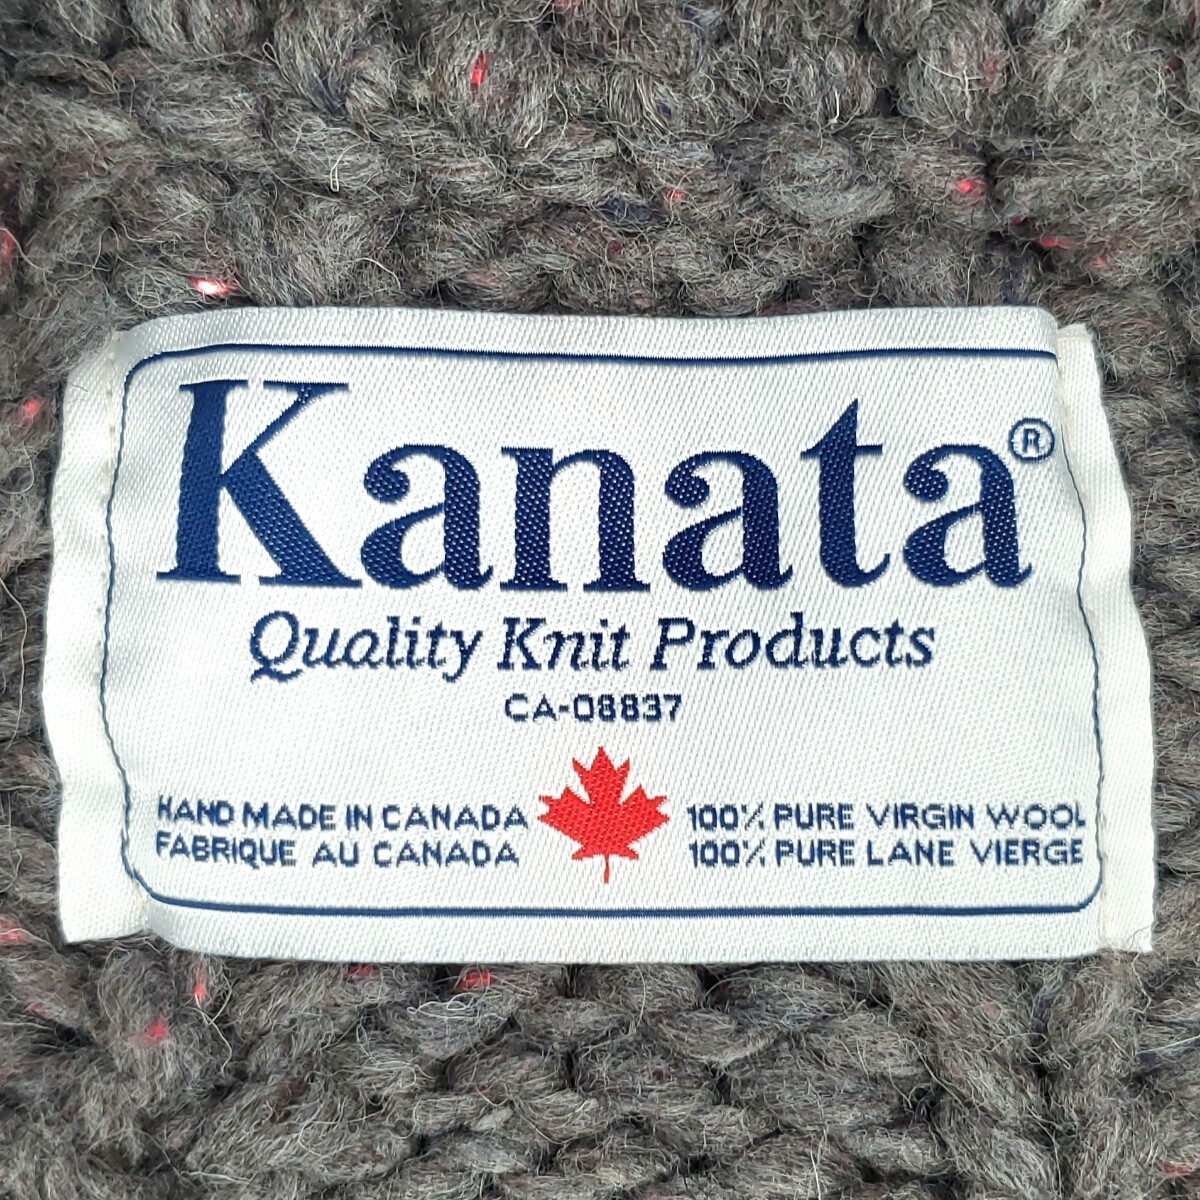 Kanata®
Quality Knit Products
CA-08837
HAND MADE IN CANADA
FABRIQUE AU CANADA
100% PURE VIRGIN WOOL
100% PURE LANE VIERGE